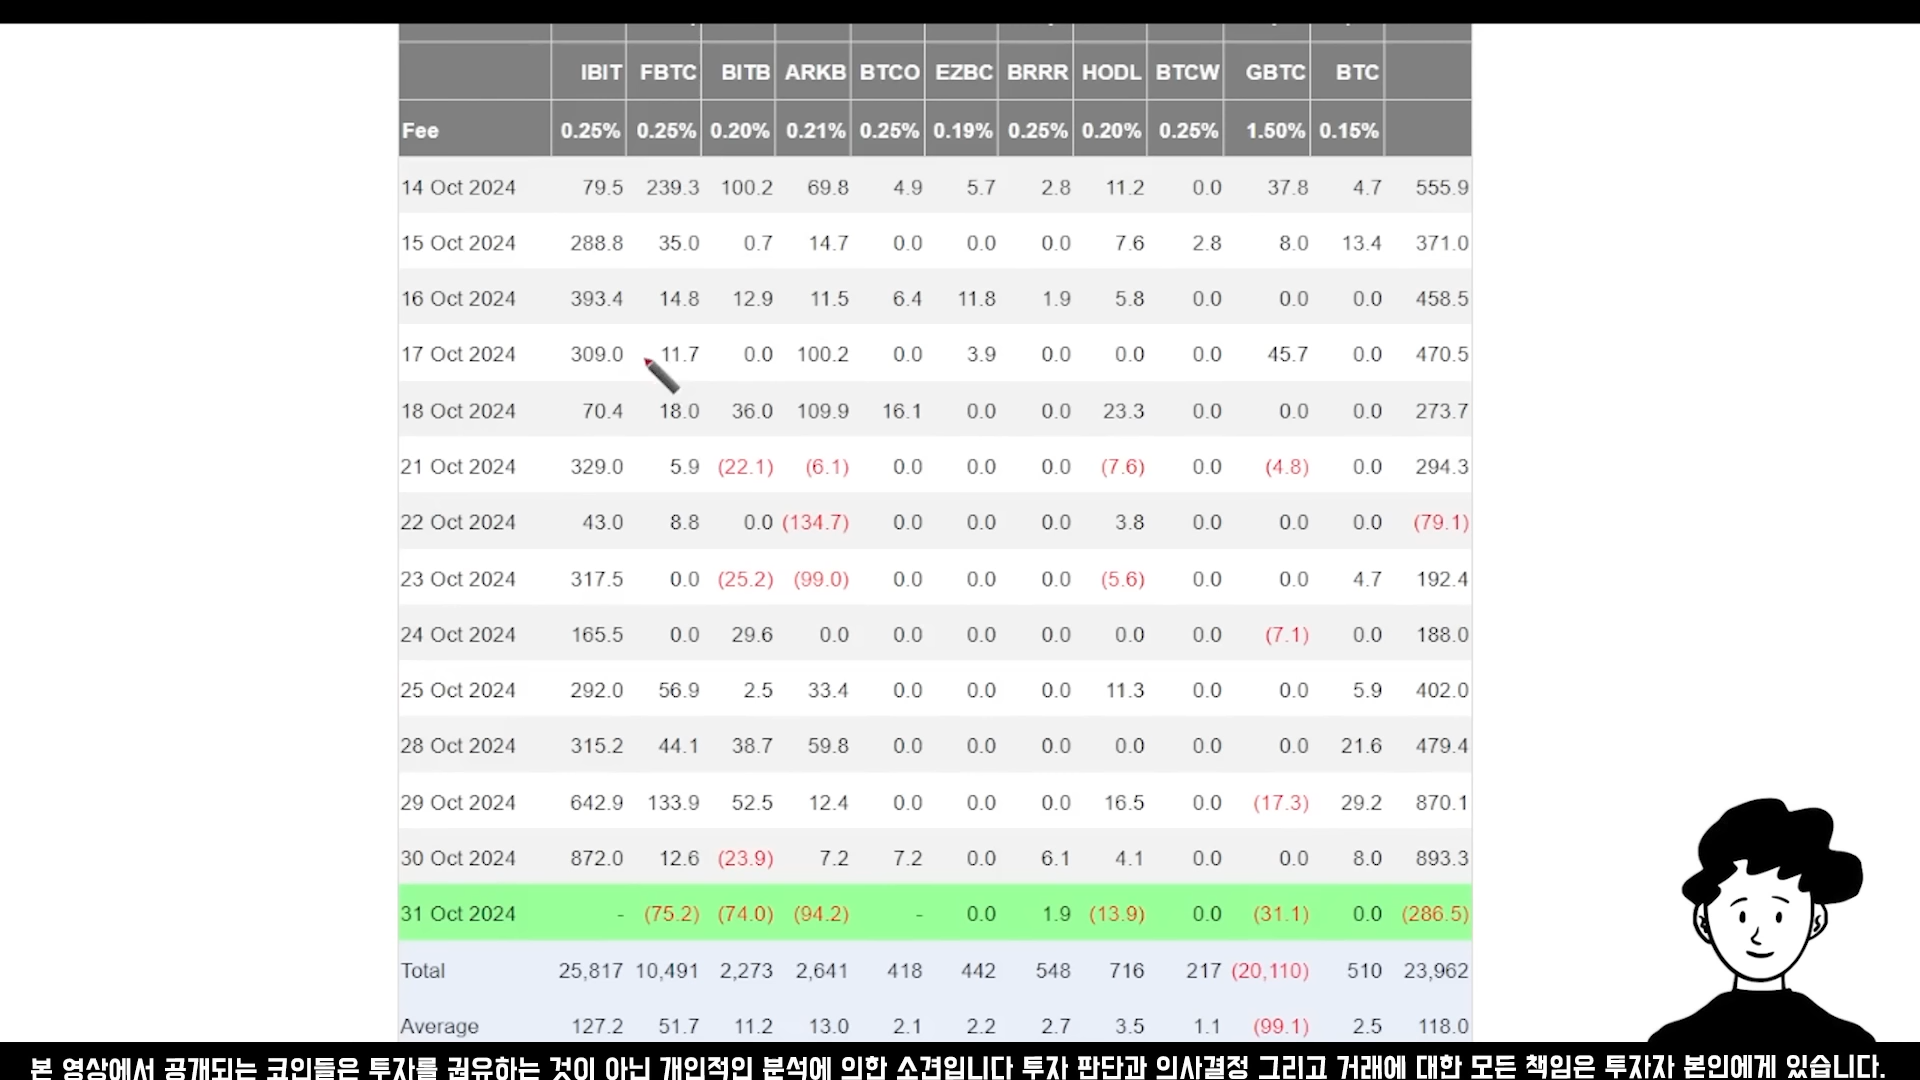 IBIT FBTC BITB ARKB BTCO EZBC BRRR HODL BTCW GBTC BTC
Fee 0.25% 0.25% 0.20% 0.21% 0.25% 0.19% 0.25% 0.20% 0.25% 1.50% 0.15%
14 Oct 2024 79.5 239.3 100.2 69.8 4.9 5.7 2.8 11.2 0.0 37.8 4.7 555.9
15 Oct 2024 288.8 35.0 0.7 14.7 0.0 0.0 0.0 7.6 2.8 8.0 13.4 371.0
16 Oct 2024 393.4 14.8 12.9 11.5 6.4 11.8 1.9 5.8 0.0 0.0 0.0 458.5
17 Oct 2024 309.0 11.7 0.0 100.2 0.0 3.9 0.0 0.0 0.0 45.7 0.0 470.5
18 Oct 2024 70.4 18.0 36.0 109.9 16.1 0.0 0.0 23.3 0.0 0.0 0.0 273.7
21 Oct 2024 329.0 5.9 (22.1) (6.1) 0.0 0.0 0.0 (7.6) 0.0 (4.8) 0.0 294.3
22 Oct 2024 43.0 8.8 0.0 (134.7) 0.0 0.0 0.0 3.8 0.0 0.0 0.0 (79.1)
23 Oct 2024 317.5 0.0 (25.2) (99.0) 0.0 0.0 0.0 (5.6) 0.0 0.0 4.7 192.4
24 Oct 2024 165.5 0.0 29.6 0.0 0.0 0.0 0.0 0.0 0.0 (7.1) 0.0 188.0
25 Oct 2024 292.0 56.9 2.5 33.4 0.0 0.0 0.0 11.3 0.0 0.0 5.9 402.0
28 Oct 2024 315.2 44.1 38.7 59.8 0.0 0.0 0.0 0.0 0.0 0.0 21.6 479.4
29 Oct 2024 642.9 133.9 52.5 12.4 0.0 0.0 0.0 16.5 0.0 (17.3) 29.2 870.1
30 Oct 2024 872.0 12.6 (23.9) 7.2 7.2 0.0 6.1 4.1 0.0 0.0 8.0 893.3
31 Oct 2024 - (75.2) (74.0) (94.2) - 0.0 1.9 (13.9) 0.0 (31.1) 0.0 (286.5)
Total 25,817 10,491 2,273 2,641 418 442 548 716 217 (20,110) 510 23,962
Average 127.2 51.7 11.2 13.0 2.1 2.2 2.7 3.5 1.1 (99.1) 2.5 118.0
본 영상에서 공개되는 코인들은 투자를 권유하는 것이 아닌 개인적인 분석에 의한 소견입니다 투자 판단과 의사결정 그리고 거래에 대한 모든 책임은 투자자 본인에게 있습니다.